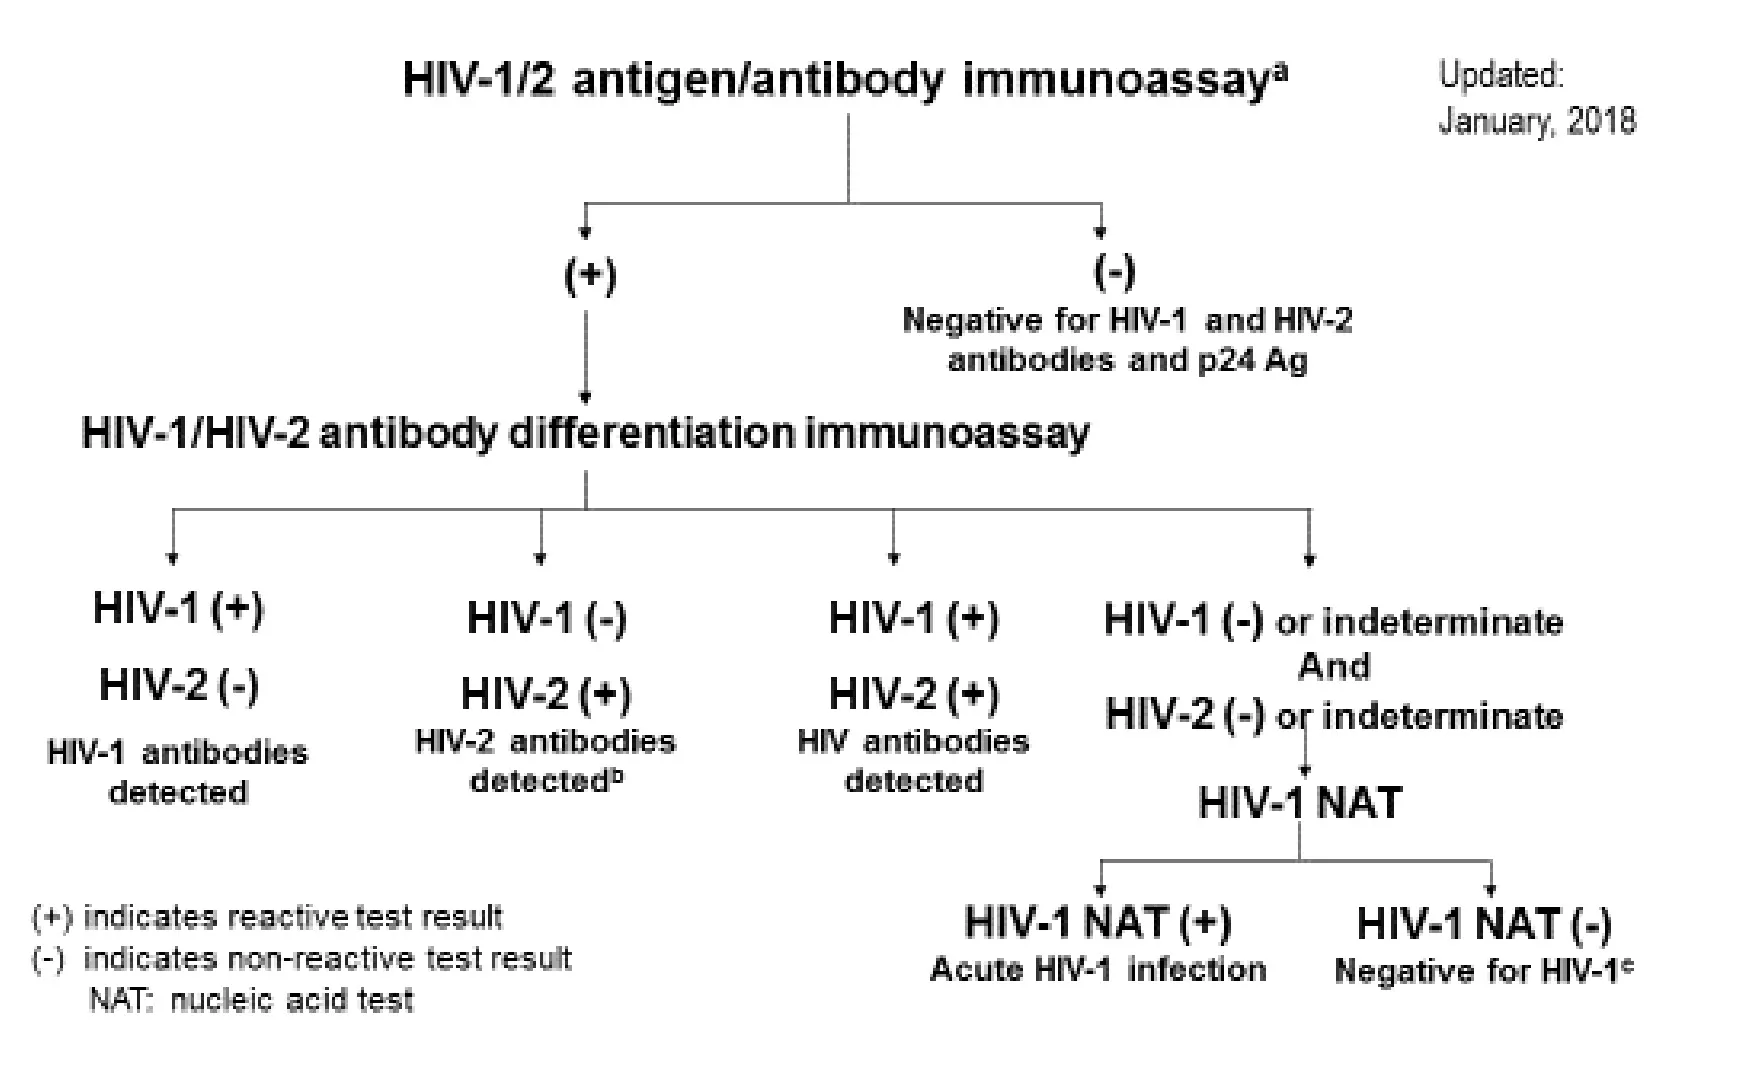 HIV-1/2 antigen/antibody immunoassayᵃ
Updated:
January, 2018
(+)
(-)
Negative for HIV-1 and HIV-2
antibodies and p24 Ag
HIV-1/HIV-2 antibody differentiation immunoassay
HIV-1 (+)
HIV-2 (-)
HIV-1 antibodies
detected
HIV-1 (-)
HIV-2 (+)
HIV-2 antibodies
detectedᵇ
HIV-1 (+)
HIV-2 (+)
HIV antibodies
detected
HIV-1 (-) or indeterminate
And
HIV-2 (-) or indeterminate
HIV-1 NAT
HIV-1 NAT (+)
Acute HIV-1 infection
HIV-1 NAT (-)
Negative for HIV-1ᶜ
(+) indicates reactive test result
(-) indicates non-reactive test result
NAT: nucleic acid test